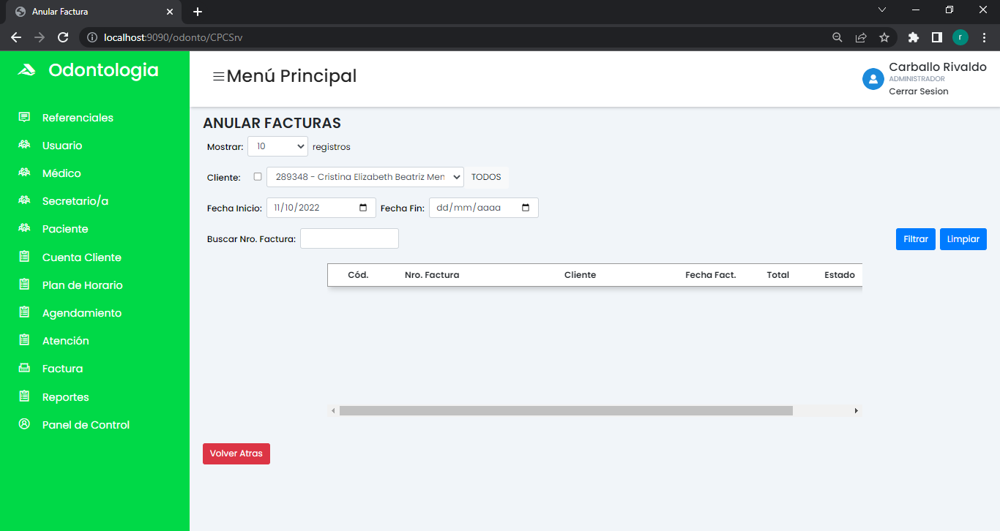 Anular Factura
localhost:9090/odonto/CPCSrv
r
Odontologia
Menú Principal
Carballo Rivaldo
ADMINISTRADOR
Cerrar Sesion
Referenciales
Usuario
Médico
Secretario/a
Paciente
Cuenta Cliente
Plan de Horario
Agendamiento
Atención
Factura
Reportes
Panel de Control
ANULAR FACTURAS
Mostrar: 10 registros
Cliente: 289348 - Cristina Elizabeth Beatriz Men TODOS
Fecha Inicio: 11/10/2022 Fecha Fin: dd/mm/aaaa
Buscar Nro. Factura: Filtrar Limpiar
Cód. Nro. Factura Cliente Fecha Fact. Total Estado
Volver Atras